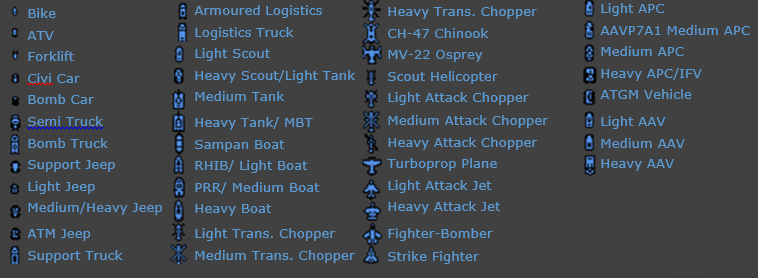 Bike
ATV
Forklift
Civi Car
Bomb Car
Semi Truck
Bomb Truck
Support Jeep
Light Jeep
Medium/Heavy Jeep
ATM Jeep
Support Truck
Armoured Logistics
Logistics Truck
Light Scout
Heavy Scout/Light Tank
Medium Tank
Heavy Tank/ MBT
Sampan Boat
RHIB/ Light Boat
PRR/ Medium Boat
Heavy Boat
Light Trans. Chopper
Medium Trans. Chopper
Heavy Trans. Chopper
CH-47 Chinook
MV-22 Osprey
Scout Helicopter
Light Attack Chopper
Medium Attack Chopper
Heavy Attack Chopper
Turboprop Plane
Light Attack Jet
Heavy Attack Jet
Fighter-Bomber
Strike Fighter
Light APC
AAVP7A1 Medium APC
Medium APC
Heavy APC/IFV
ATGM Vehicle
Light AAV
Medium AAV
Heavy AAV